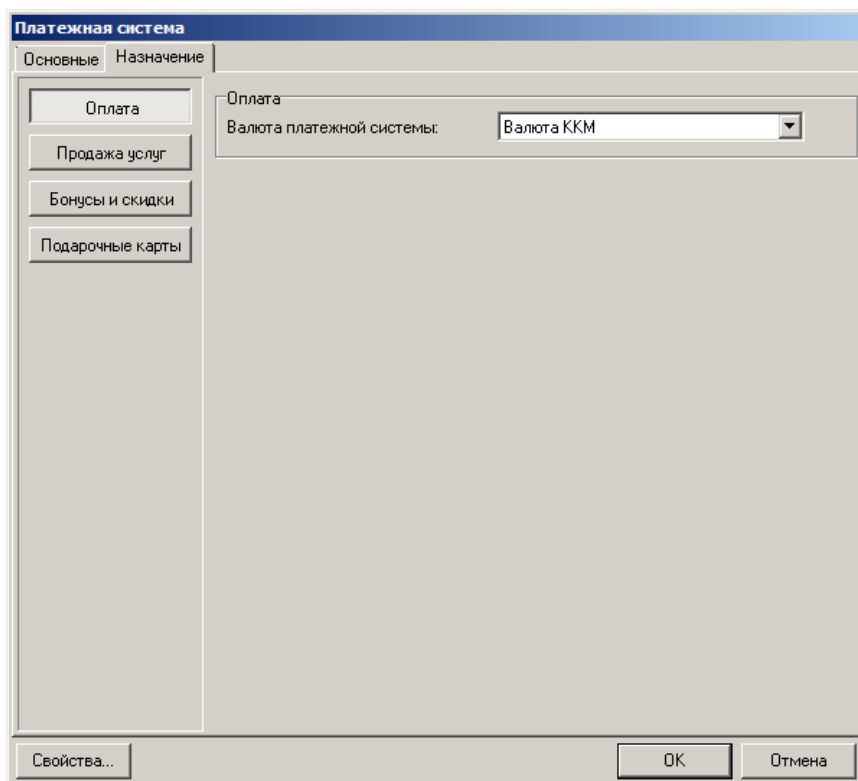 Платежная система
Основные Назначение
Оплата
Продажа услуг
Бонусы и скидки
Подарочные карты
Оплата
Валюта платежной системы: Валюта ККМ
Свойства... OK Отмена